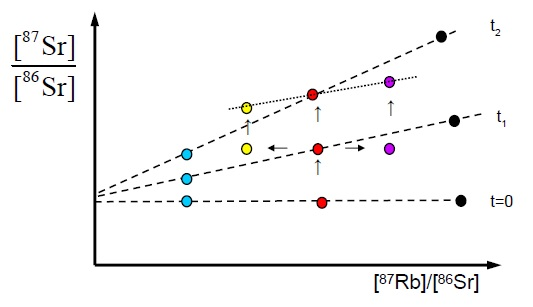 [⁸⁷Sr]
[⁸⁶Sr]
t₂
t₁
t=0
[⁸⁷Rb]/[⁸⁶Sr]